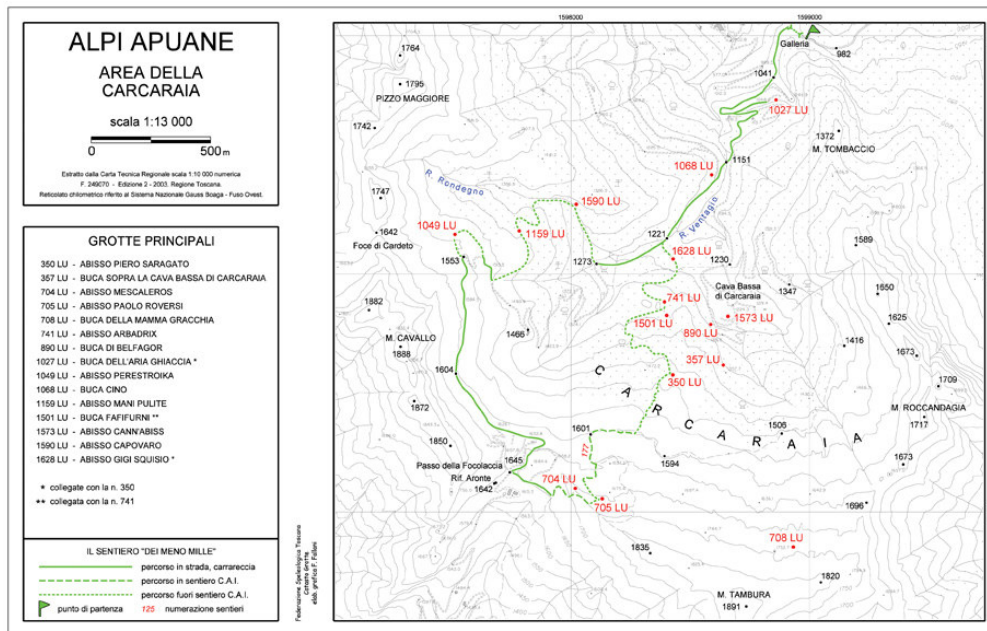 ALPI APUANE
AREA DELLA
CARCARAIA
scala 1:13 000
0 500m
Estratto dalla Carta Tecnica Regionale scala 1:10 000 numerica
F. 249070 - Edizione 2 - 2003. Regione Toscana.
Reticolato chilometrico riferito al Sistema Nazionale Gauss Boaga - Fuso Ovest.
GROTTE PRINCIPALI
350 LU - ABISSO PIERO SARAGATO
357 LU - BUCA SOPRA LA CAVA BASSA DI CARCARAIA
704 LU - ABISSO MESCALEROS
705 LU - ABISSO PAOLO ROVERSI
708 LU - BUCA DELLA MAMMA GRACCHIA
741 LU - ABISSO ARBADRIX
890 LU - BUCA DI BELFAGOR
1027 LU - BUCA DELL'ARIA GHIACCIA *
1049 LU - ABISSO PERESTROIKA
1068 LU - BUCA CINO
1159 LU - ABISSO MANI PULITE
1501 LU - BUCA FAFIFURNI **
1573 LU - ABISSO CANN'ABISS
1590 LU - ABISSO CAPOVARO
1628 LU - ABISSO GIGI SQUISIO *
* collegate con la n. 350
** collegata con la n. 741
IL SENTIERO "DEI MENO MILLE"
percorso in strada, carrareccia
percorso in sentiero C.A.I.
percorso fuori sentiero C.A.I.
punto di partenza 125 numerazione sentieri
Federazione Speleologica Toscana
Catasto Grotte
elab. grafica F. Falleni
1598000
1599000
Galleria
982
1764
1041
1795
PIZZO MAGGIORE
1027 LU
1742
1372
M. TOMBACCIO
1151
1068 LU
R. Rondegno
1747
1590 LU
R. Ventagio
1049 LU
1159 LU
1642
Foce di Cardeto
1221
1589
1553
1273
1628 LU
1230
Cava Bassa
di Carcaraia
1347
1550
1882
741 LU
1501 LU
1573 LU
890 LU
1625
1466
M. CAVALLO
1888
1416
1673
357 LU
1604
350 LU
1709
CARCARAIA
M. ROCCANDAGIA
1717
1872
1601
1506
1850
177
1645
Passo della Focolaccia
Rif. Aronte
1642
1594
1673
704 LU
705 LU
1696
708 LU
1835
1820
M. TAMBURA
1891